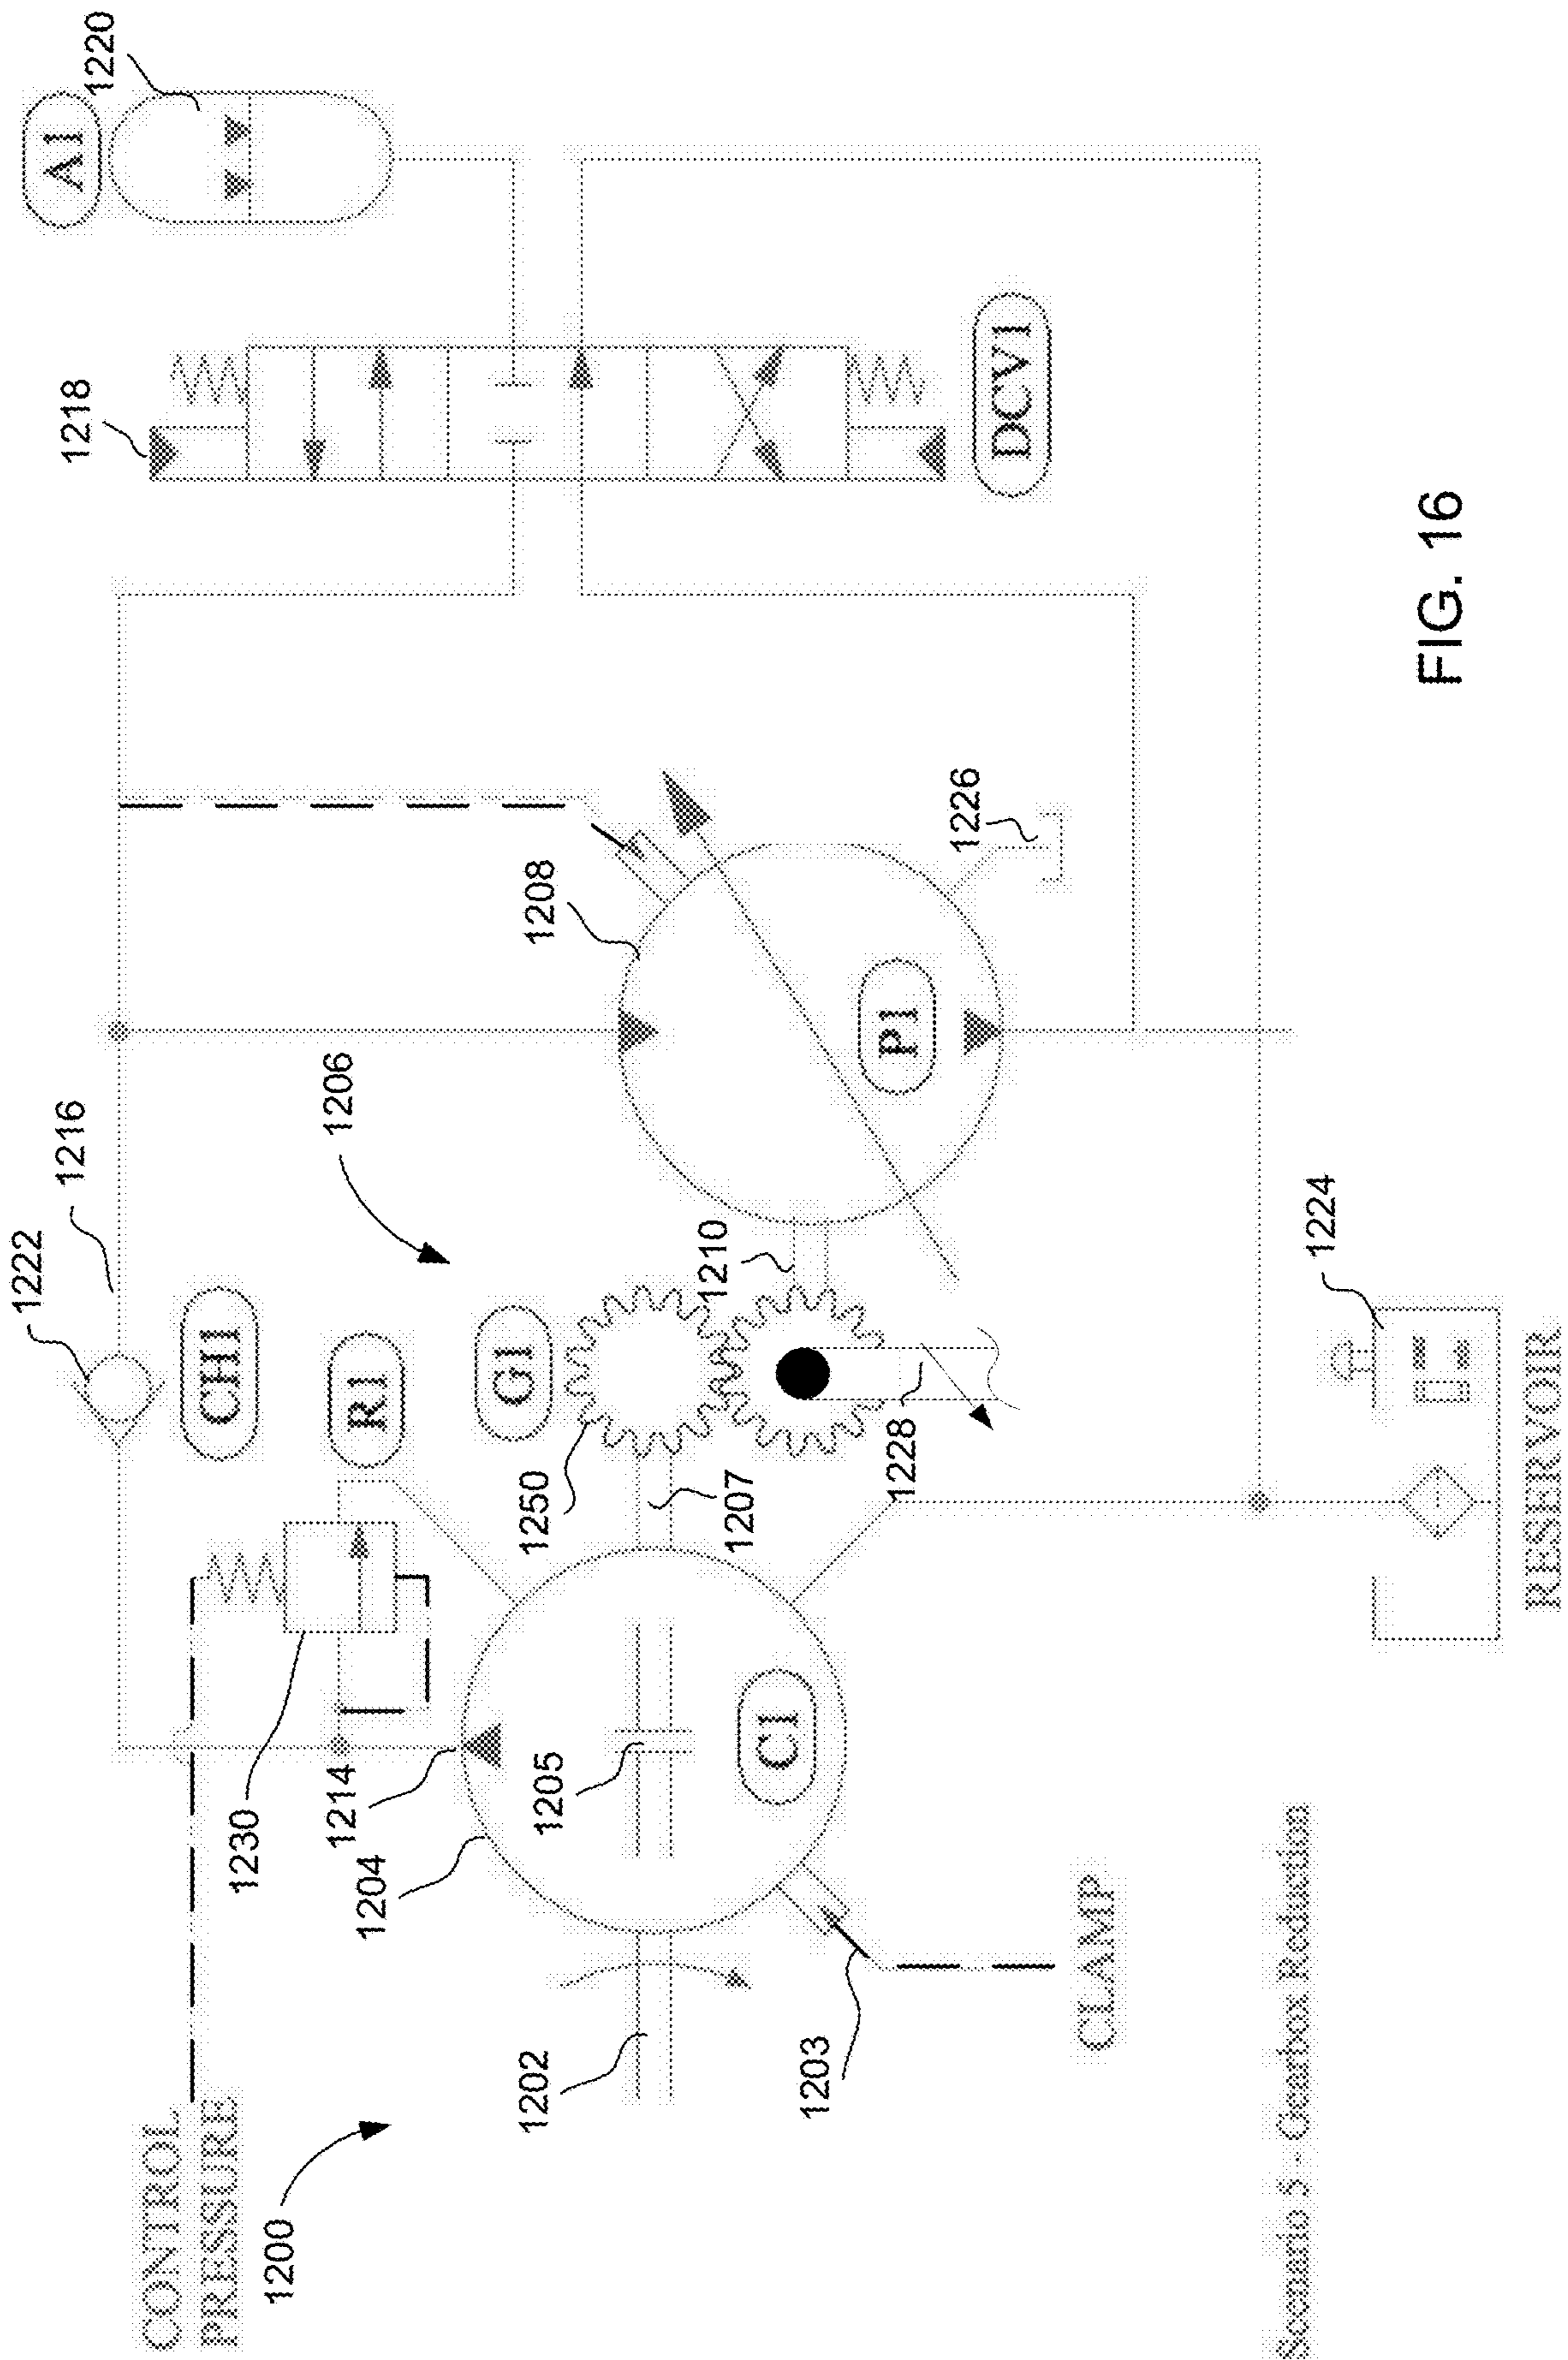 CONTROL
PRESSURE
1200
1202
1203
CLAMP
1204
1205
1214
1230
C1
R1
CH1
1222
1216
G1
1250
1207
1206
1210
1228
1208
P1
1226
1218
DCV1
A1
1220
1224
RESERVOIR
Scenario 5 - Gearbox Reduction
FIG. 16